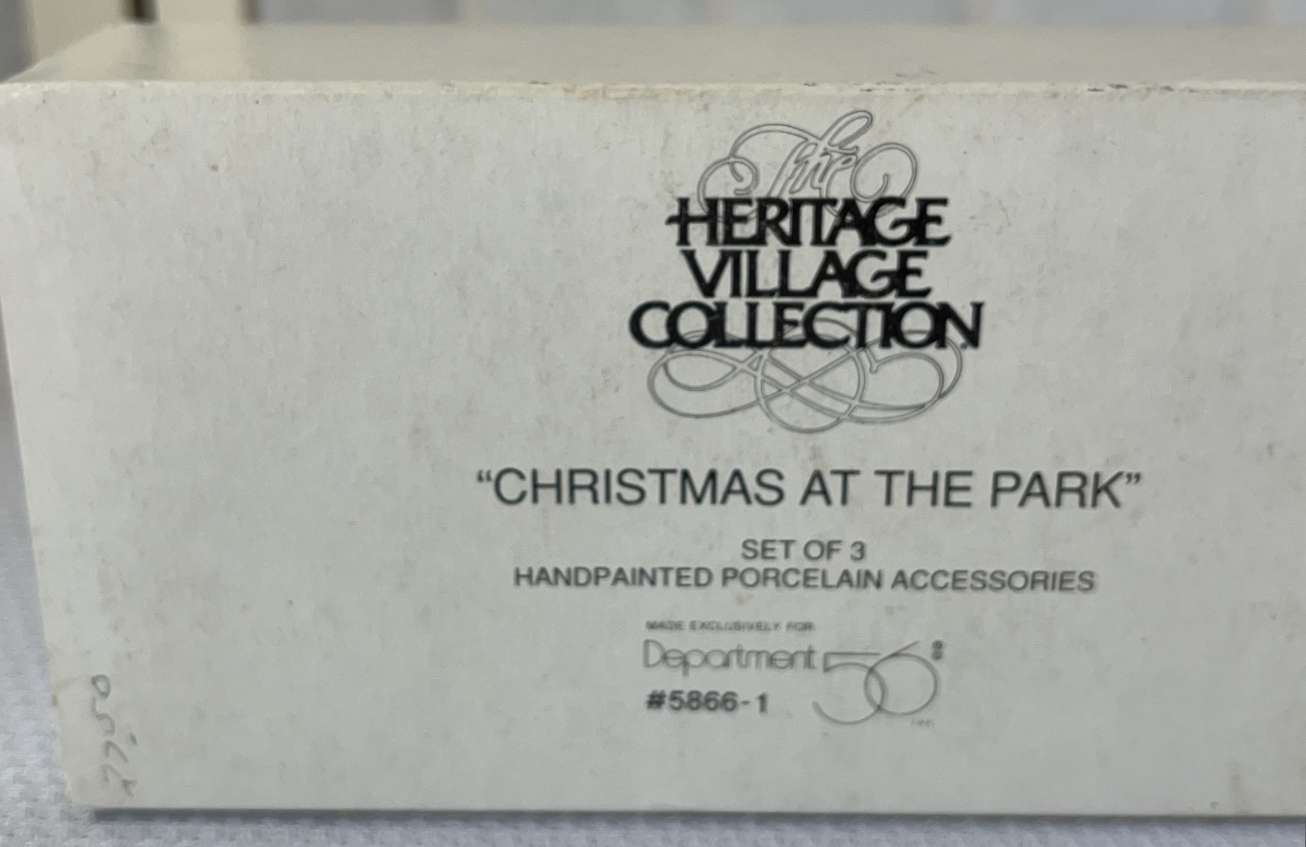 The
HERITAGE
VILLAGE
COLLECTION
“CHRISTMAS AT THE PARK”
SET OF 3
HANDPAINTED PORCELAIN ACCESSORIES
MADE EXCLUSIVELY FOR
Department 56®
#5866-1